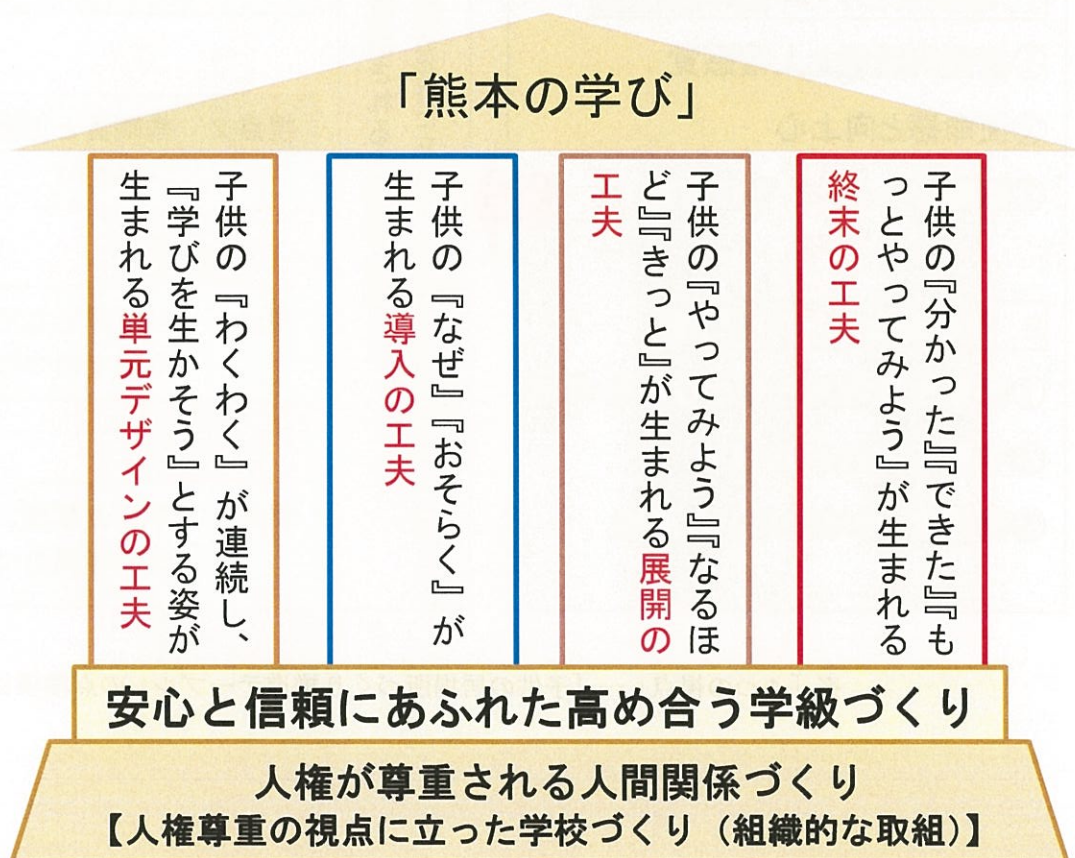 「熊本の学び」
子供の『わくわく』が連続し、
『学びを生かそう』とする姿が
生まれる単元デザインの工夫
子供の『なぜ』『おそらく』が
生まれる導入の工夫
子供の『やってみよう』『なるほ
ど』『きっと』が生まれる展開の
工夫
子供の『分かった』『できた』『も
っとやってみよう』が生まれる
終末の工夫
安心と信頼にあふれた高め合う学級づくり
人権が尊重される人間関係づくり
【人権尊重の視点に立った学校づくり（組織的な取組）】